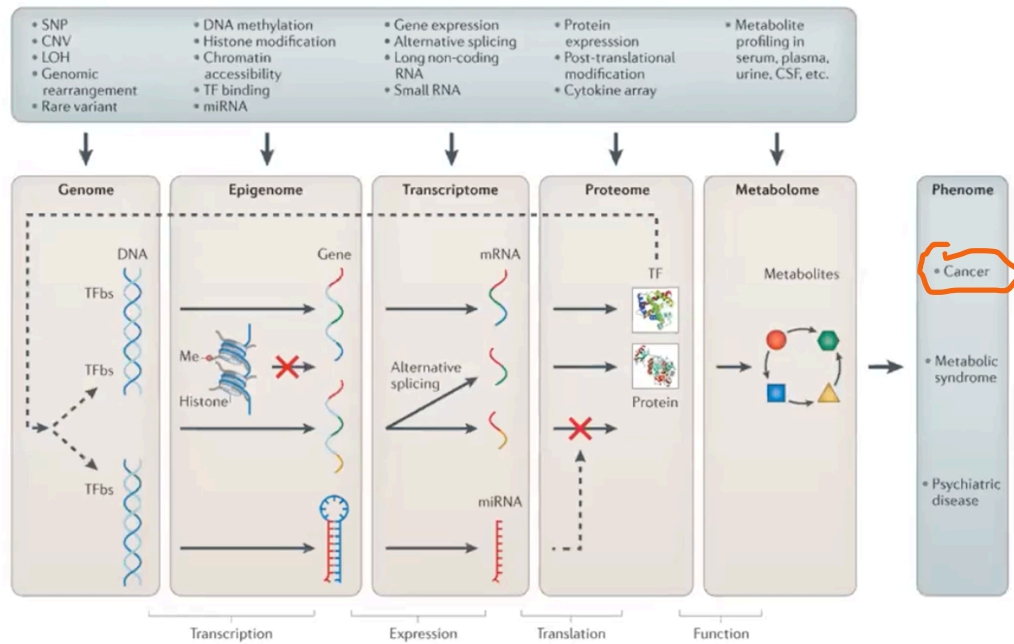 • SNP
• CNV
• LOH
• Genomic
rearrangement
• Rare variant
• DNA methylation
• Histone modification
• Chromatin
accessibility
• TF binding
• miRNA
• Gene expression
• Alternative splicing
• Long non-coding
RNA
• Small RNA
• Protein
expresssion
• Post-translational
modification
• Cytokine array
• Metabolite
profiling in
serum, plasma,
urine, CSF, etc.
Genome
Epigenome
Transcriptome
Proteome
Metabolome
Phenome
DNA
TFbs
TFbs
TFbs
Gene
Me
Histone
mRNA
Alternative
splicing
miRNA
TF
Protein
Metabolites
• Cancer
• Metabolic
syndrome
• Psychiatric
disease
Transcription
Expression
Translation
Function